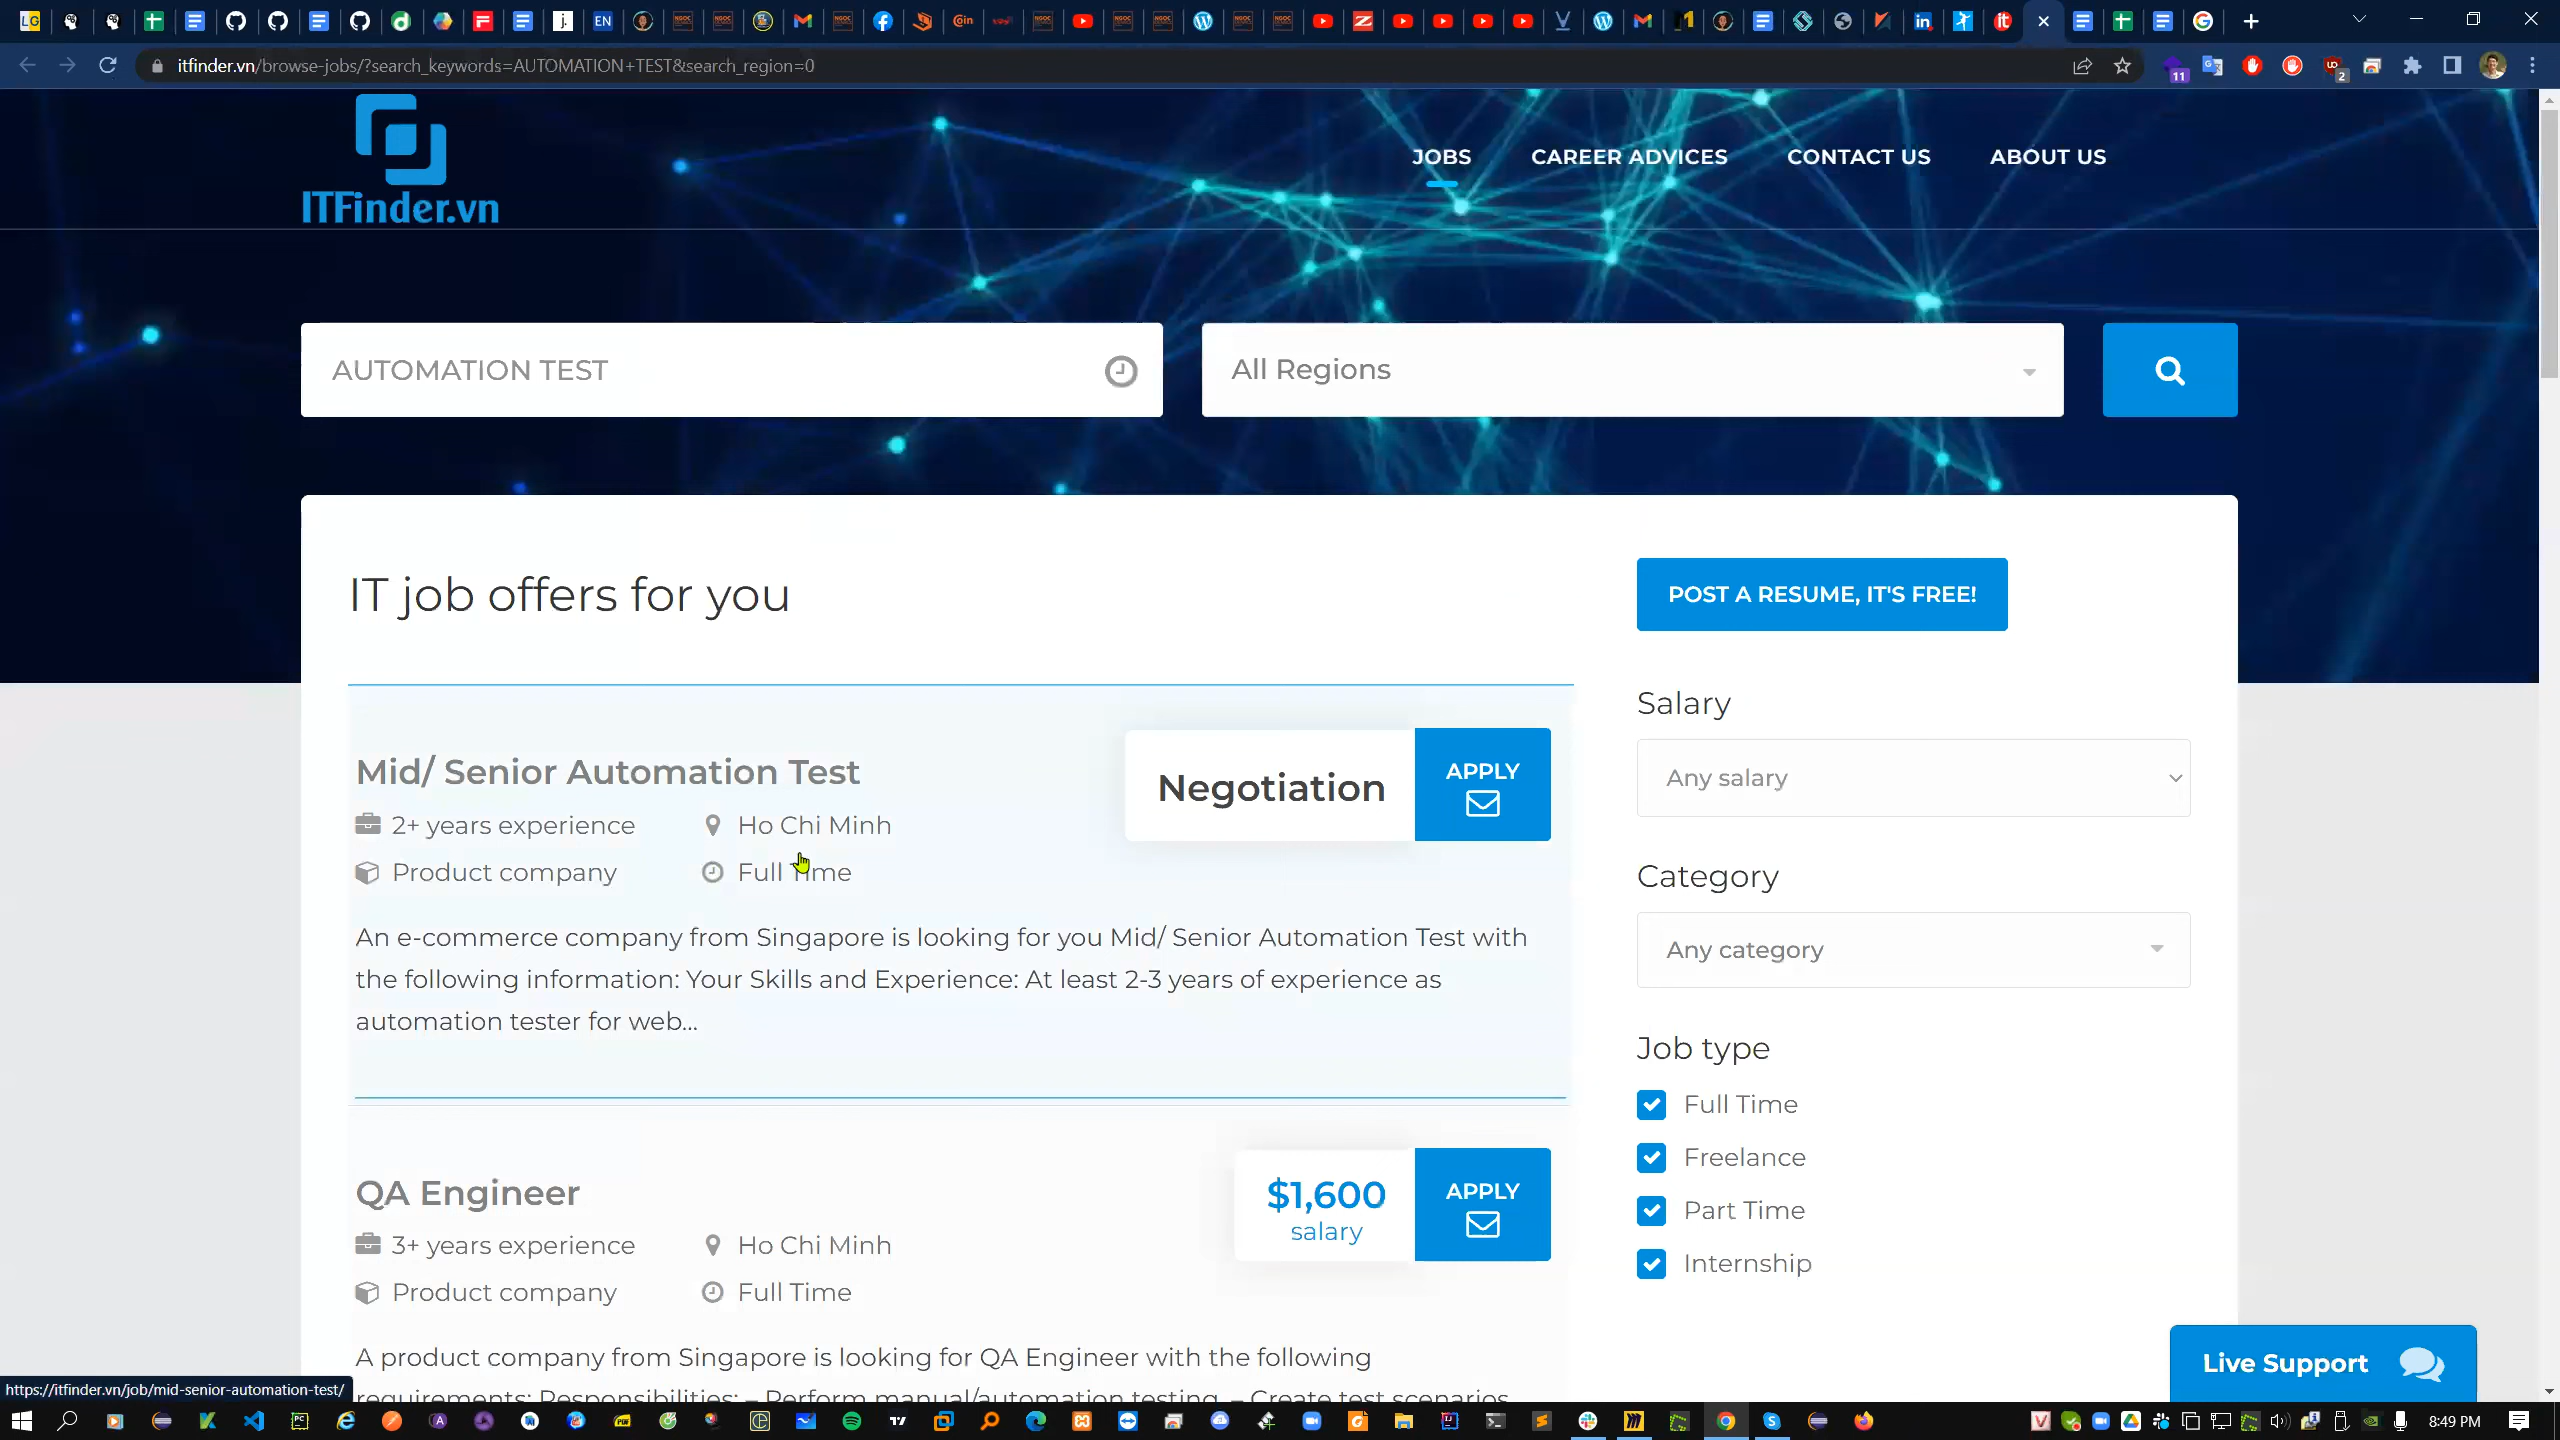 itfinder.vn/browse-jobs/?search_keywords=AUTOMATION+TEST&search_region=0
11
2
ITFinder.vn
JOBS
CAREER ADVICES
CONTACT US
ABOUT US
AUTOMATION TEST
All Regions
IT job offers for you
POST A RESUME, IT'S FREE!
Mid/ Senior Automation Test
2+ years experience
Ho Chi Minh
Product company
Full Time
Negotiation
APPLY
An e-commerce company from Singapore is looking for you Mid/ Senior Automation Test with
the following information: Your Skills and Experience: At least 2-3 years of experience as
automation tester for web...
Salary
Any salary
Category
Any category
Job type
Full Time
Freelance
Part Time
Internship
QA Engineer
3+ years experience
Ho Chi Minh
Product company
Full Time
$1,600
salary
APPLY
A product company from Singapore is looking for QA Engineer with the following
requirements: Responsibilities: – Perform manual/automation testing. – Create test scenarios
Live Support
https://itfinder.vn/job/mid-senior-automation-test/
8:49 PM